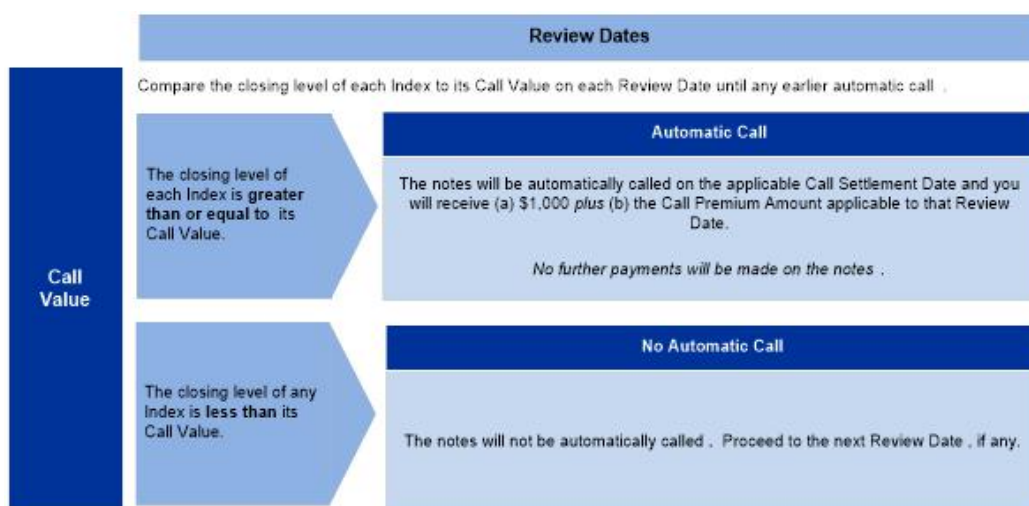 Review Dates
Compare the closing level of each Index to its Call Value on each Review Date until any earlier automatic call .
Call
Value
The closing level of
each Index is greater
than or equal to its
Call Value.
Automatic Call
The notes will be automatically called on the applicable Call Settlement Date and you
will receive (a) $1,000 plus (b) the Call Premium Amount applicable to that Review
Date.
No further payments will be made on the notes .
The closing level of any
Index is less than its
Call Value.
No Automatic Call
The notes will not be automatically called . Proceed to the next Review Date , if any.